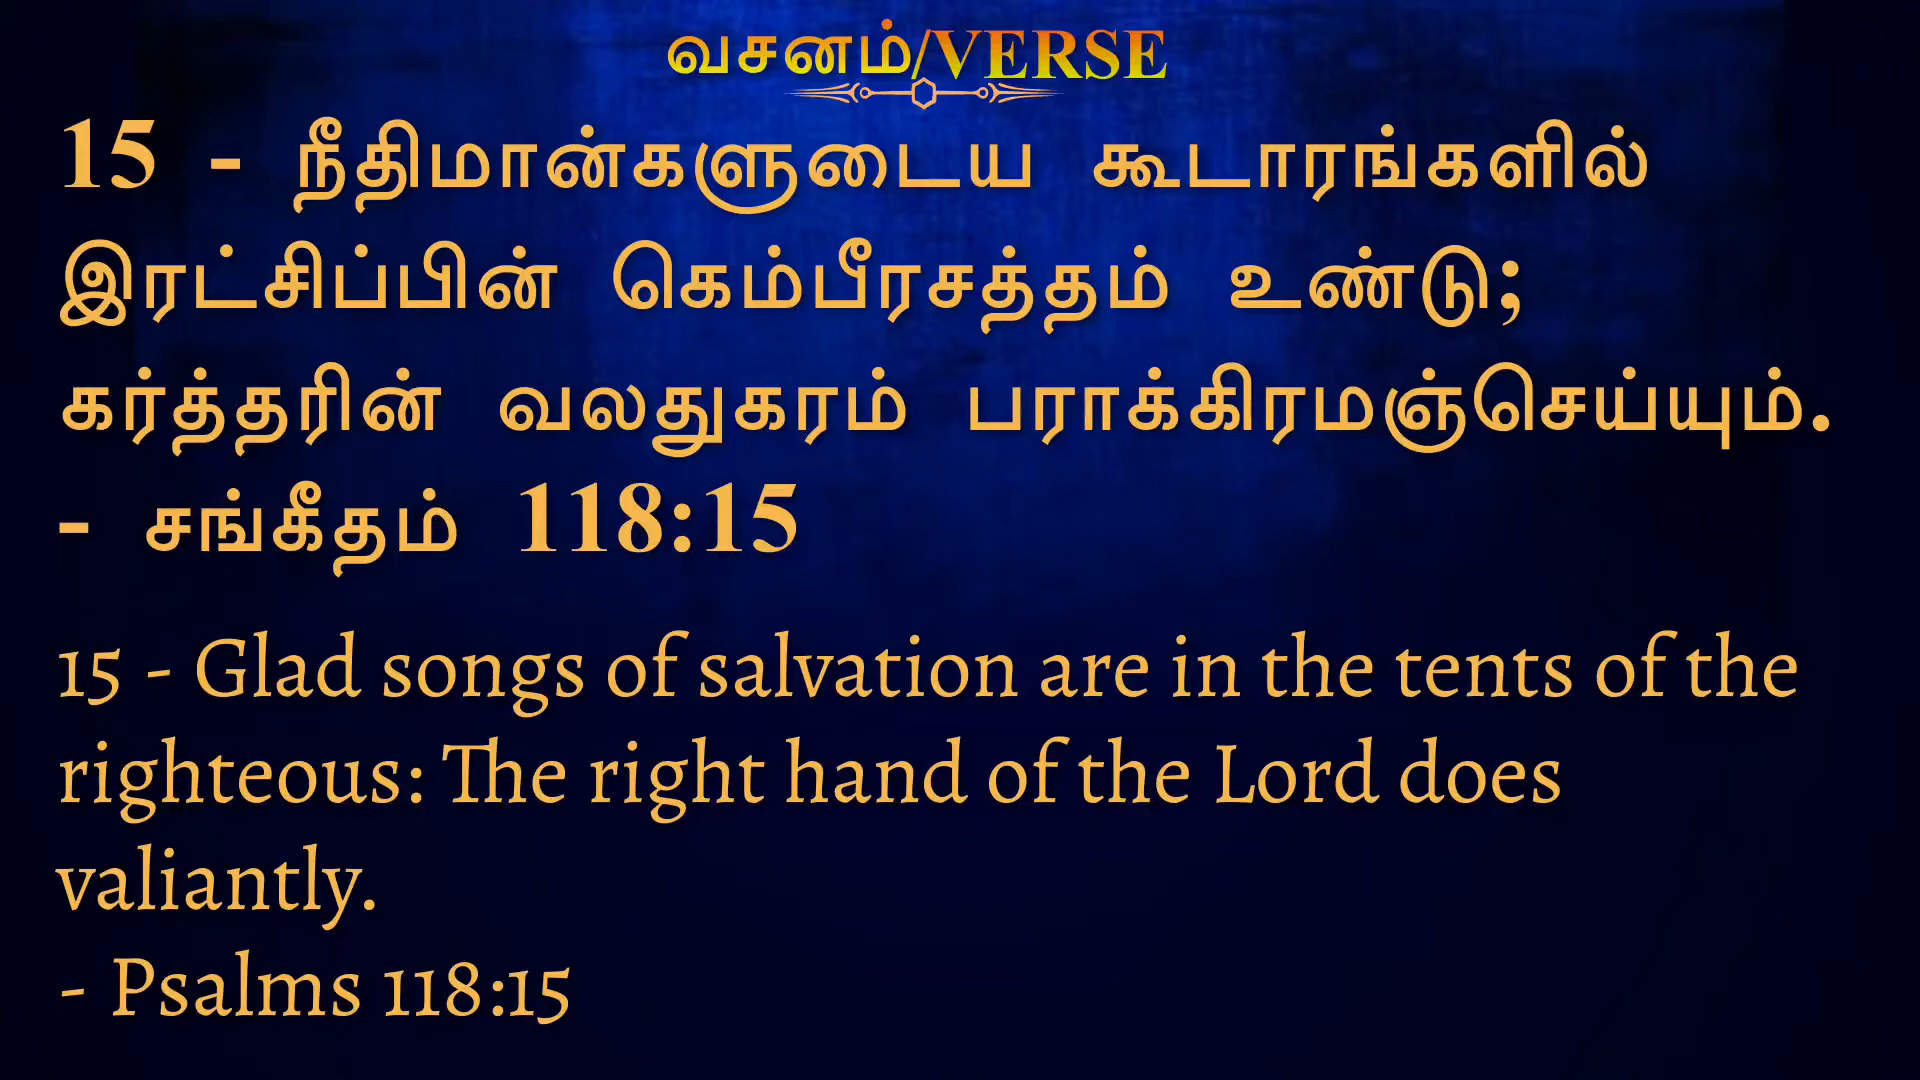 வசனம்/VERSE
15 - நீதிமான்களுடைய கூடாரங்களில்
இரட்சிப்பின் கெம்பீரசத்தம் உண்டு;
கர்த்தரின் வலதுகரம் பராக்கிரமஞ்செய்யும்.
- சங்கீதம் 118:15
15 - Glad songs of salvation are in the tents of the
righteous: The right hand of the Lord does
valiantly.
- Psalms 118:15